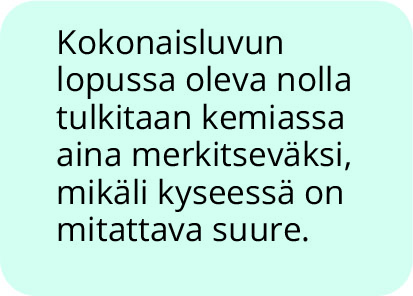 Kokonaisluvun
lopussa oleva nolla
tulkitaan kemiassa
aina merkitseväksi,
mikäli kyseessä on
mitattava suure.